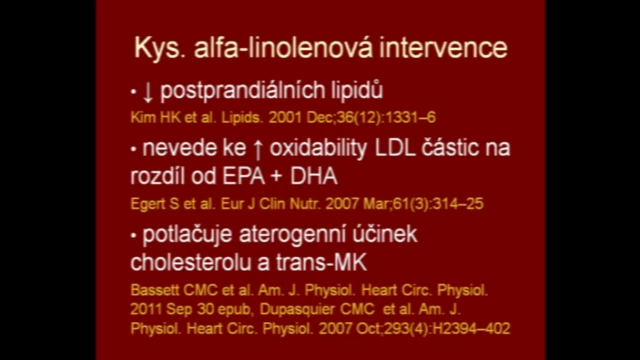 Kys. alfa-linolenová intervence
• ↓ postprandiálních lipidů
Kim HK et al. Lipids. 2001 Dec;36(12):1331–6
• nevede ke ↑ oxidability LDL částic na
rozdíl od EPA + DHA
Egert S et al. Eur J Clin Nutr. 2007 Mar;61(3):314–25
• potlačuje aterogenní účinek
cholesterolu a trans-MK
Bassett CMC et al. Am. J. Physiol. Heart Circ. Physiol.
2011 Sep 30 epub, Dupasquier CMC et al. Am. J.
Physiol. Heart Circ. Physiol. 2007 Oct;293(4):H2394–402